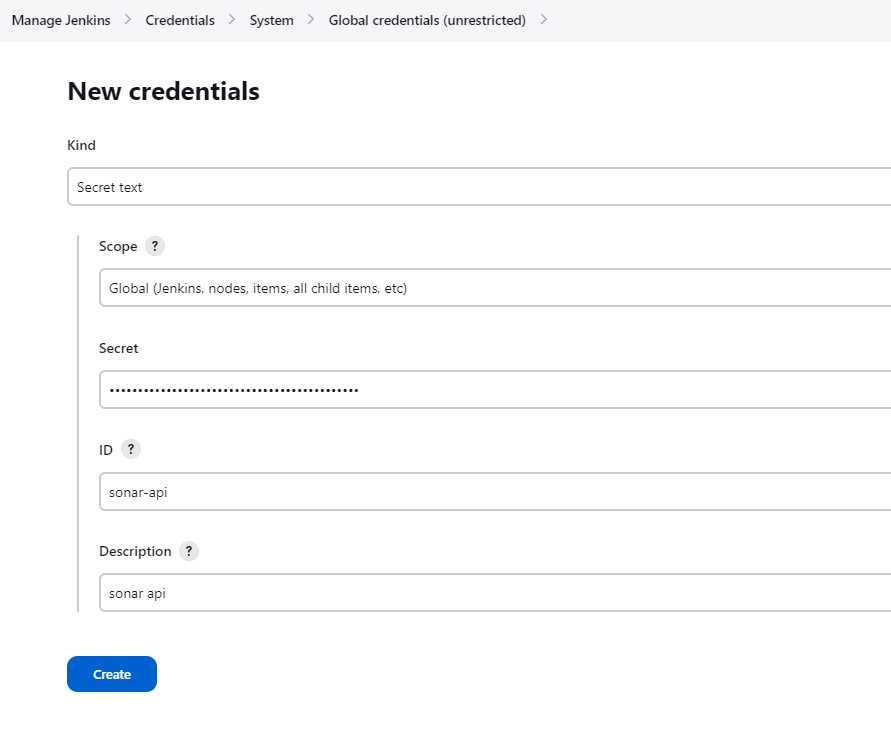 Manage Jenkins > Credentials > System > Global credentials (unrestricted) >
New credentials
Kind
Secret text
Scope ?
Global (Jenkins, nodes, items, all child items, etc)
Secret
••••••••••••••••••••••••••••••••••••••••••••
ID ?
sonar-api
Description ?
sonar api
Create